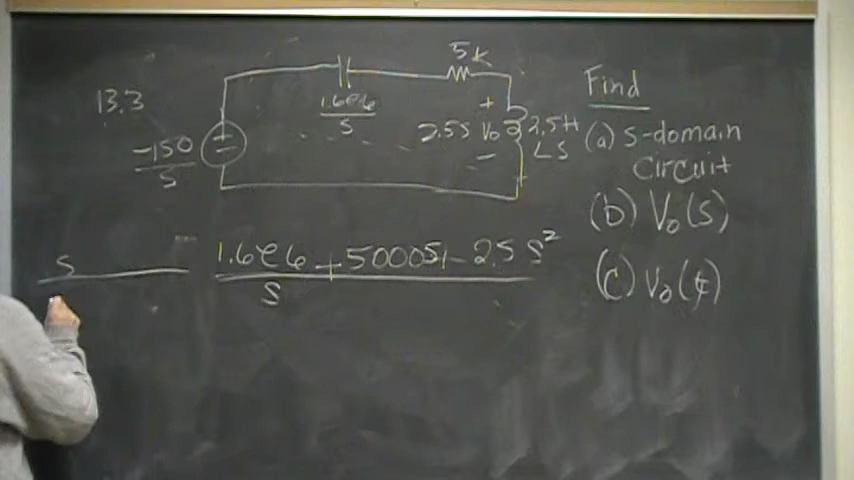 13.3
5K
1.6e6
S
-150
S
+
2.5S Vo
-
2.5H
LS
Find
(a) S-domain
Circuit
(b) Vo(S)
(c) Vo(t)
S
1.6e6 + 5000S - 2.5 S²
S